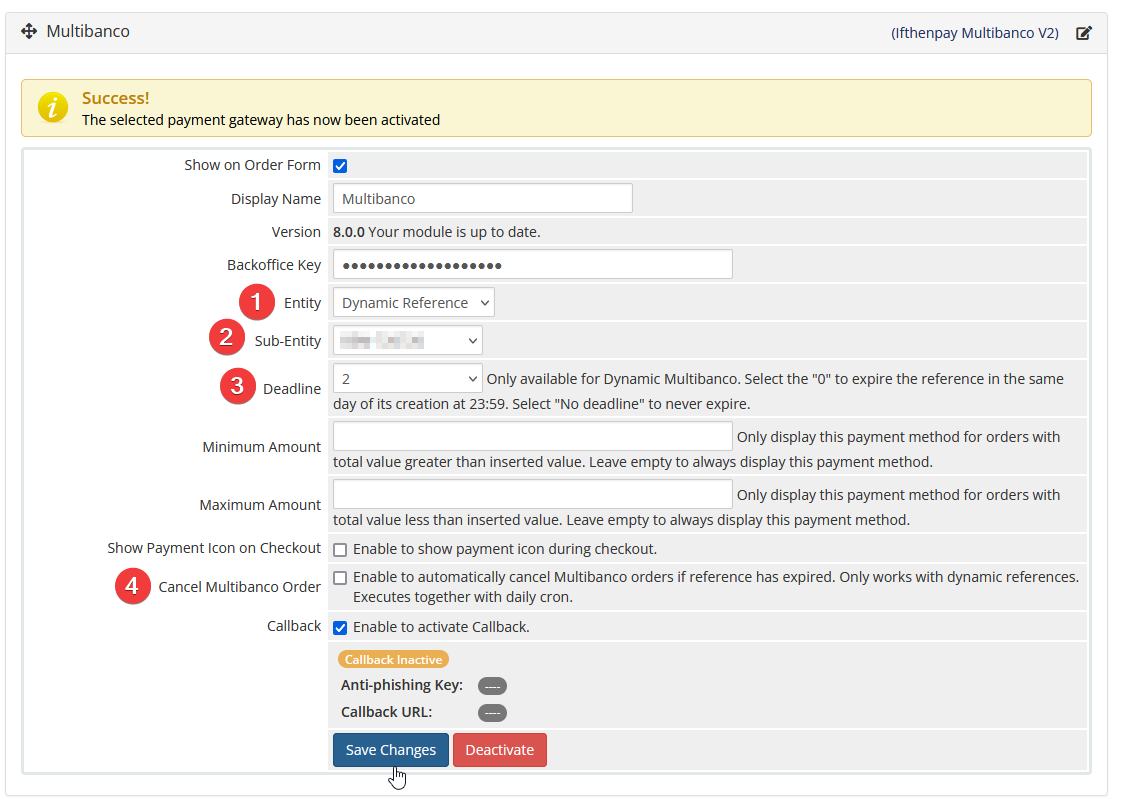 Multibanco
(Ifthenpay Multibanco V2)
Success!
The selected payment gateway has now been activated
Show on Order Form
Display Name
Multibanco
Version
8.0.0 Your module is up to date.
Backoffice Key
●●●●●●●●●●●●●●●●●●●
1
Entity
Dynamic Reference
2
Sub-Entity
3
Deadline
2
Only available for Dynamic Multibanco. Select the "0" to expire the reference in the same
day of its creation at 23:59. Select "No deadline" to never expire.
Minimum Amount
Only display this payment method for orders with
total value greater than inserted value. Leave empty to always display this payment method.
Maximum Amount
Only display this payment method for orders with
total value less than inserted value. Leave empty to always display this payment method.
Show Payment Icon on Checkout
Enable to show payment icon during checkout.
4
Cancel Multibanco Order
Enable to automatically cancel Multibanco orders if reference has expired. Only works with dynamic references.
Executes together with daily cron.
Callback
Enable to activate Callback.
Callback Inactive
Anti-phishing Key:
----
Callback URL:
----
Save Changes
Deactivate